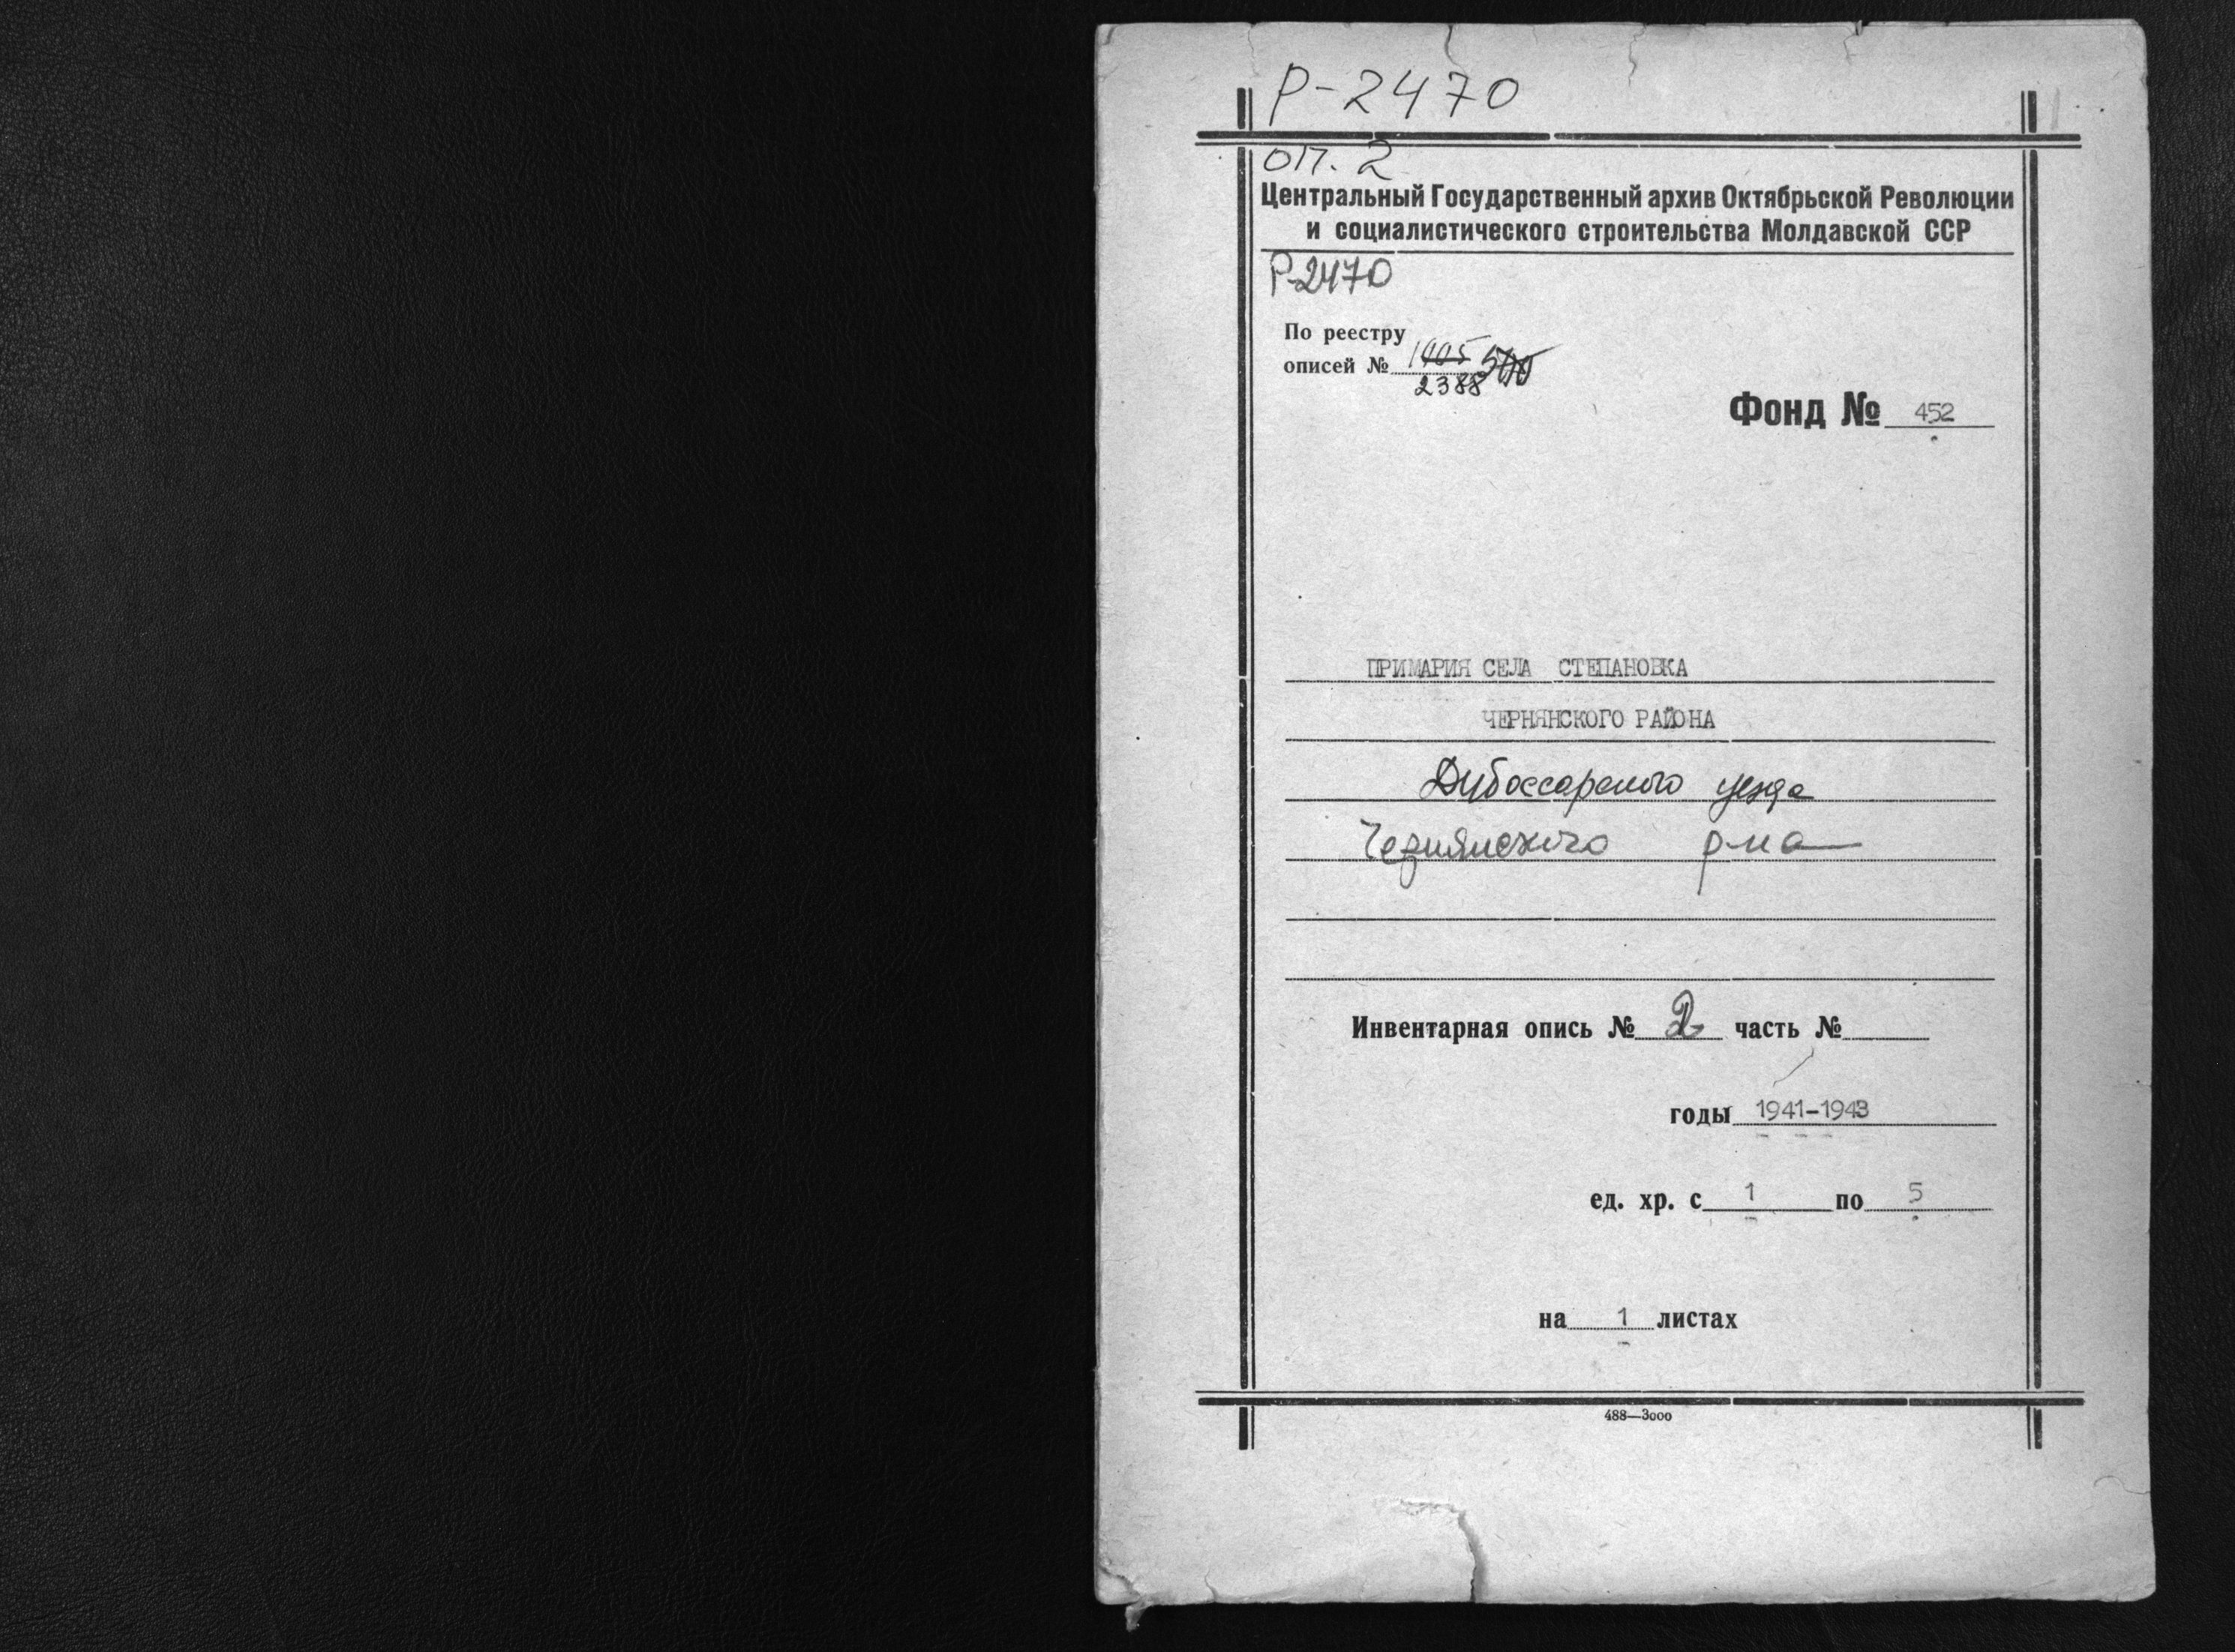 Р-2470
оп. 2
Центральный Государственный архив Октябрьской Революции
и социалистического строительства Молдавской ССР
Р-2470
По реестру
описей № 1005
2388
Фонд № 452
ПРИМАРИЯ СЕЛА СТЕПАНОВКА
ЧЕРНЯНСКОГО РАЙОНА
Дубоссарского уезда
Чернянского р-на
Инвентарная опись № 2 часть №
годы 1941-1943
ед. хр. с 1 по 5
на 1 листах
488—3000